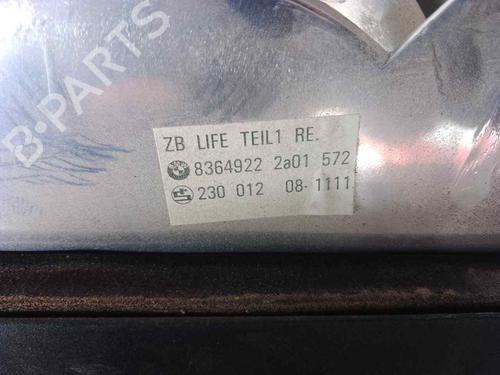 B-PARTS
ZB LIFE TEIL1 RE.
8364922 2a01 572
230 012 08-1111